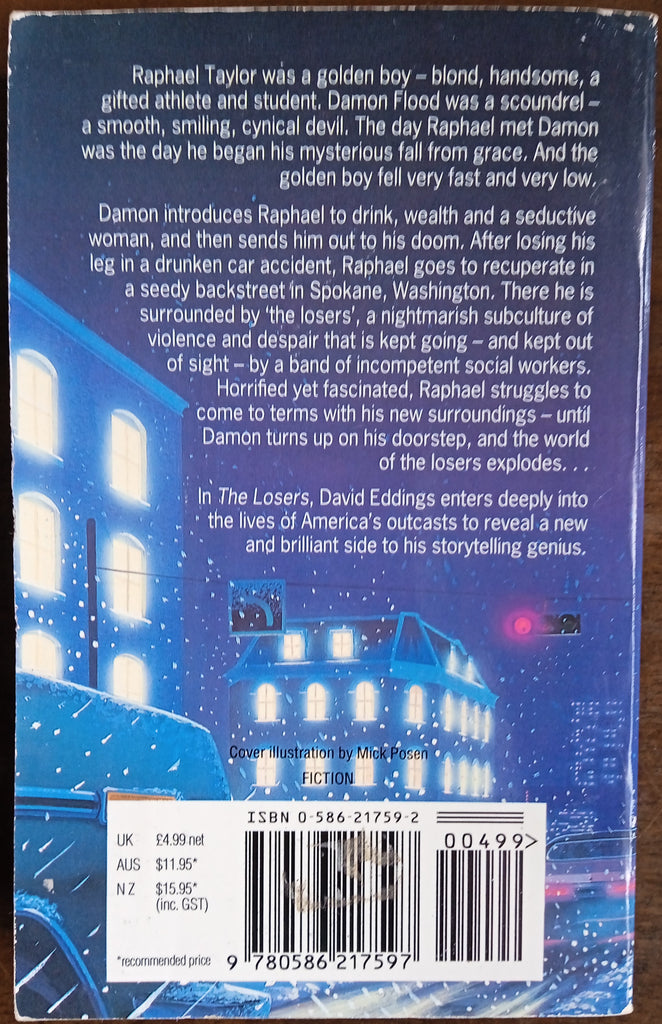 Raphael Taylor was a golden boy – blond, handsome, a
gifted athlete and student. Damon Flood was a scoundrel –
a smooth, smiling, cynical devil. The day Raphael met Damon
was the day he began his mysterious fall from grace. And the
golden boy fell very fast and very low.
Damon introduces Raphael to drink, wealth and a seductive
woman, and then sends him out to his doom. After losing his
leg in a drunken car accident, Raphael goes to recuperate in
a seedy backstreet in Spokane, Washington. There he is
surrounded by 'the losers', a nightmarish subculture of
violence and despair that is kept going – and kept out
of sight – by a band of incompetent social workers.
Horrified yet fascinated, Raphael struggles to
come to terms with his new surroundings – until
Damon turns up on his doorstep, and the world
of the losers explodes. . .
In The Losers, David Eddings enters deeply into
the lives of America's outcasts to reveal a new
and brilliant side to his storytelling genius.
Cover illustration by Mick Posen
FICTION
ISBN 0-586-21759-2
00499>
UK £4.99 net
AUS $11.95*
NZ $15.95*
(inc. GST)
*recommended price
9 780586 217597